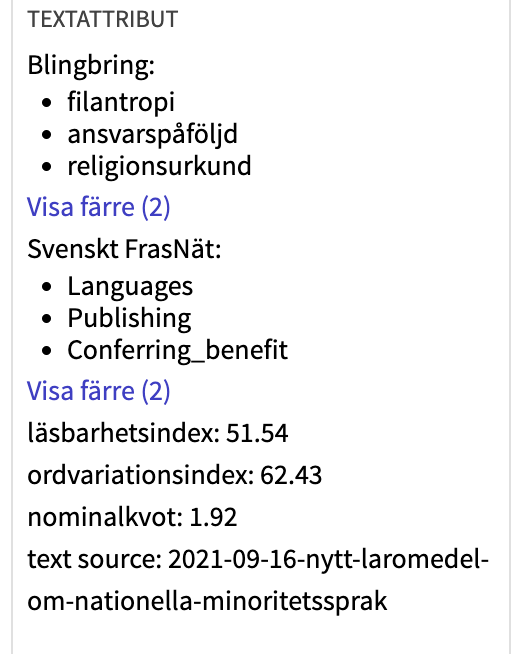 TEXTATTRIBUT
Blingbring:
• filantropi
• ansvarspåföljd
• religionsurkund
Visa färre (2)
Svenskt FrasNät:
• Languages
• Publishing
• Conferring_benefit
Visa färre (2)
läsbarhetsindex: 51.54
ordvariationsindex: 62.43
nominalkvot: 1.92
text source: 2021-09-16-nytt-laromedel-
om-nationella-minoritetssprak